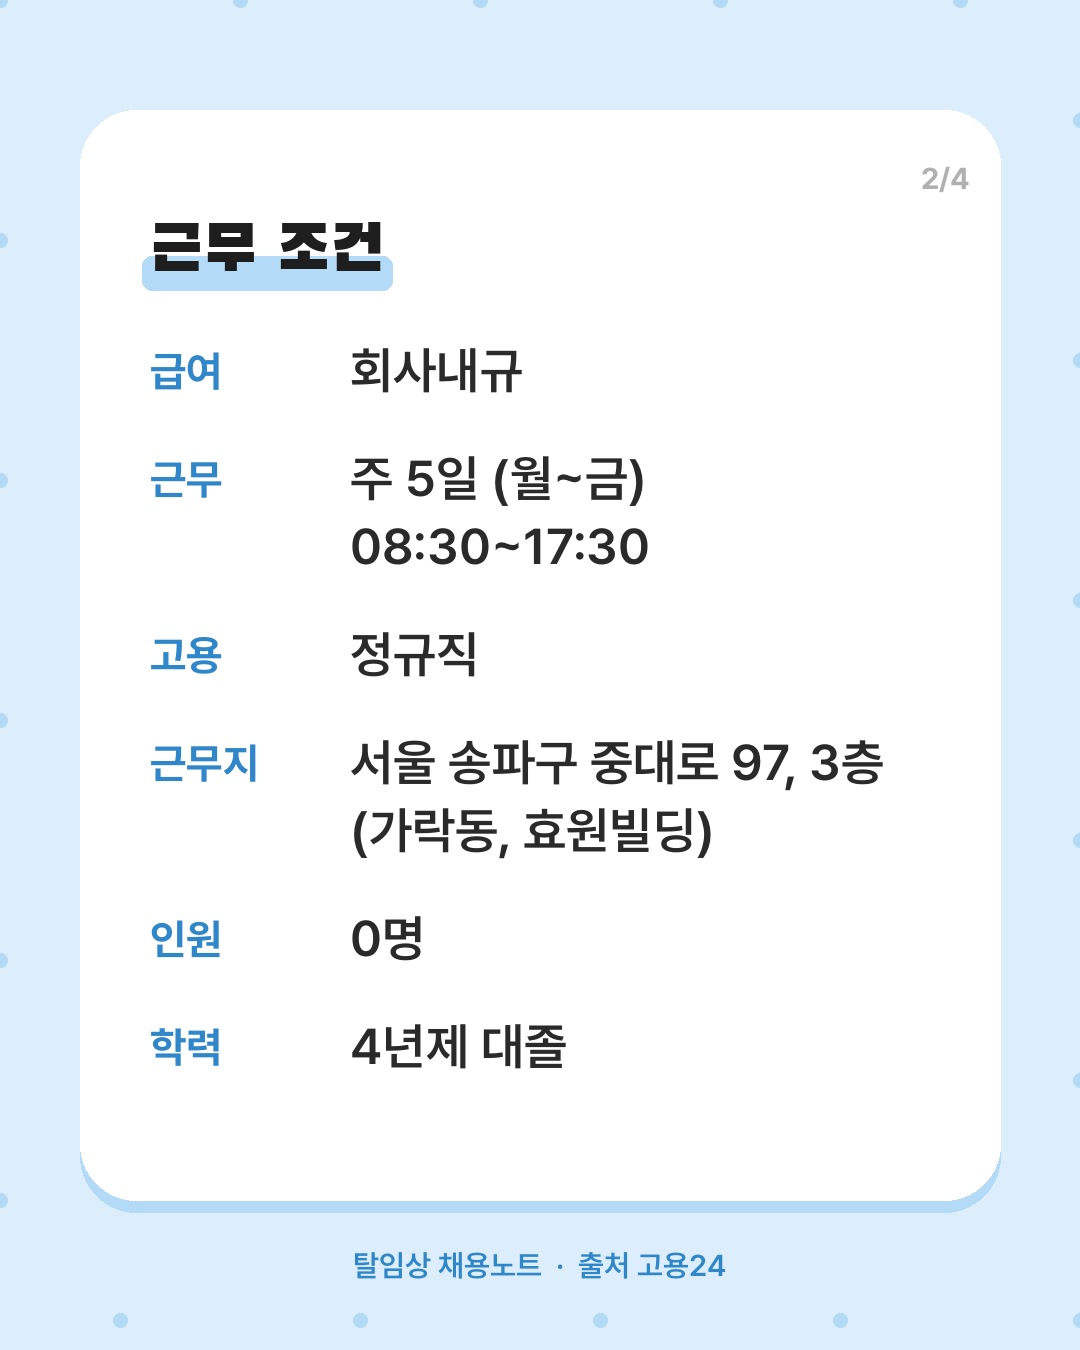 2/4
근무 조건
급여 회사내규
근무 주 5일 (월~금)
08:30~17:30
고용 정규직
근무지 서울 송파구 중대로 97, 3층
(가락동, 효원빌딩)
인원 0명
학력 4년제 대졸
탈임상 채용노트 · 출처 고용24